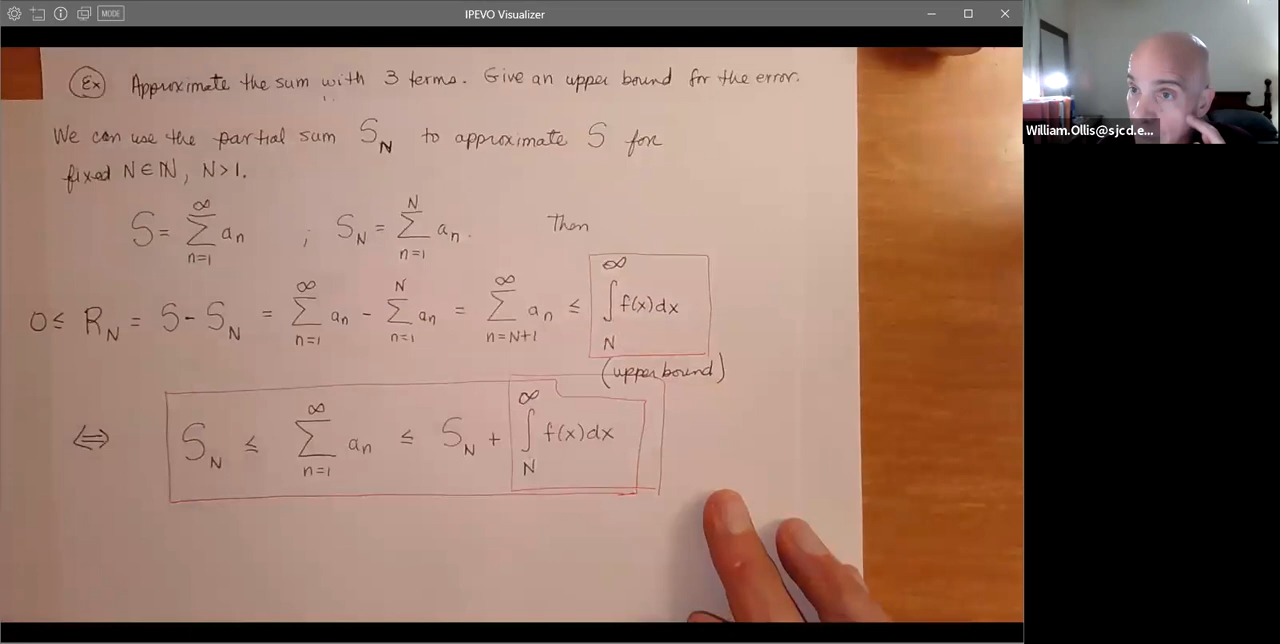 IPEVO Visualizer
MODE
Ex Approximate the sum with 3 terms. Give an upper bound for the error.
We can use the partial sum S_N to approximate S for
fixed N∈ℕ, N>1.
S = ∑_{n=1}^{∞} a_n ; S_N = ∑_{n=1}^{N} a_n. Then
0 ≤ R_N = S - S_N = ∑_{n=1}^{∞} a_n - ∑_{n=1}^{N} a_n = ∑_{n=N+1}^{∞} a_n ≤ ∫_N^∞ f(x)dx
(upper bound)
⇔ S_N ≤ ∑_{n=1}^{∞} a_n ≤ S_N + ∫_N^∞ f(x)dx
William.Ollis@sjcd.e...